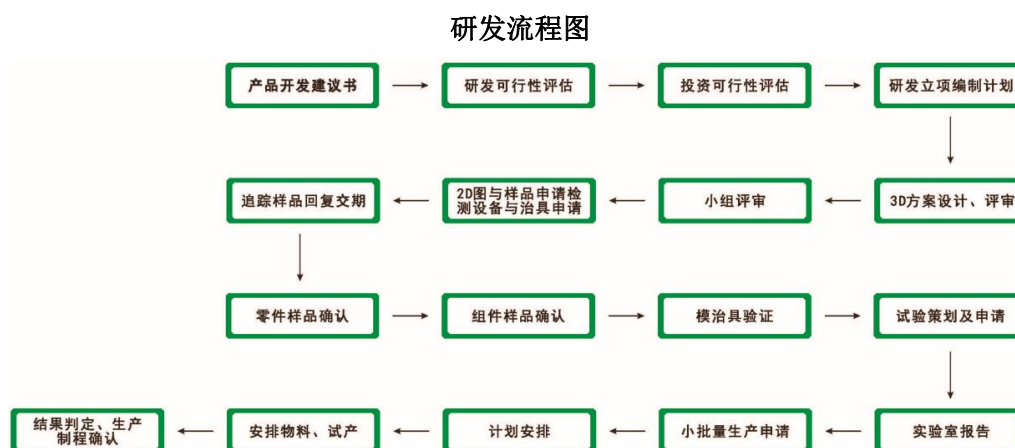 研发流程图
产品开发建议书
研发可行性评估
投资可行性评估
研发立项编制计划
3D方案设计、评审
小组评审
2D图与样品申请检
测设备与治具申请
追踪样品回复交期
零件样品确认
组件样品确认
模治具验证
试验策划及申请
实验室报告
小批量生产申请
计划安排
安排物料、试产
结果判定、生产
制程确认